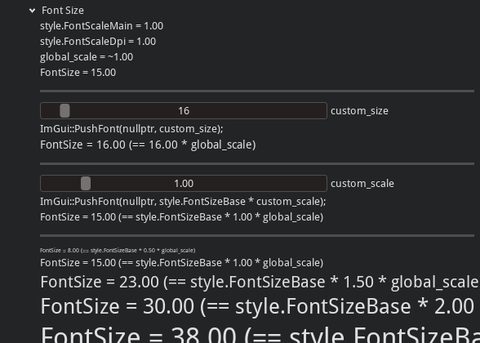 Font Size
style.FontScaleMain = 1.00
style.FontScaleDpi = 1.00
global_scale = ~1.00
FontSize = 15.00
16 custom_size
ImGui::PushFont(nullptr, custom_size);
FontSize = 16.00 (== 16.00 * global_scale)
1.00 custom_scale
ImGui::PushFont(nullptr, style.FontSizeBase * custom_scale);
FontSize = 15.00 (== style.FontSizeBase * 1.00 * global_scale)
FontSize = 8.00 (== style.FontSizeBase * 0.50 * global_scale)
FontSize = 15.00 (== style.FontSizeBase * 1.00 * global_scale)
FontSize = 23.00 (== style.FontSizeBase * 1.50 * global_scale
FontSize = 30.00 (== style.FontSizeBase * 2.00
FontSize = 38.00 (== style.FontSizeBa